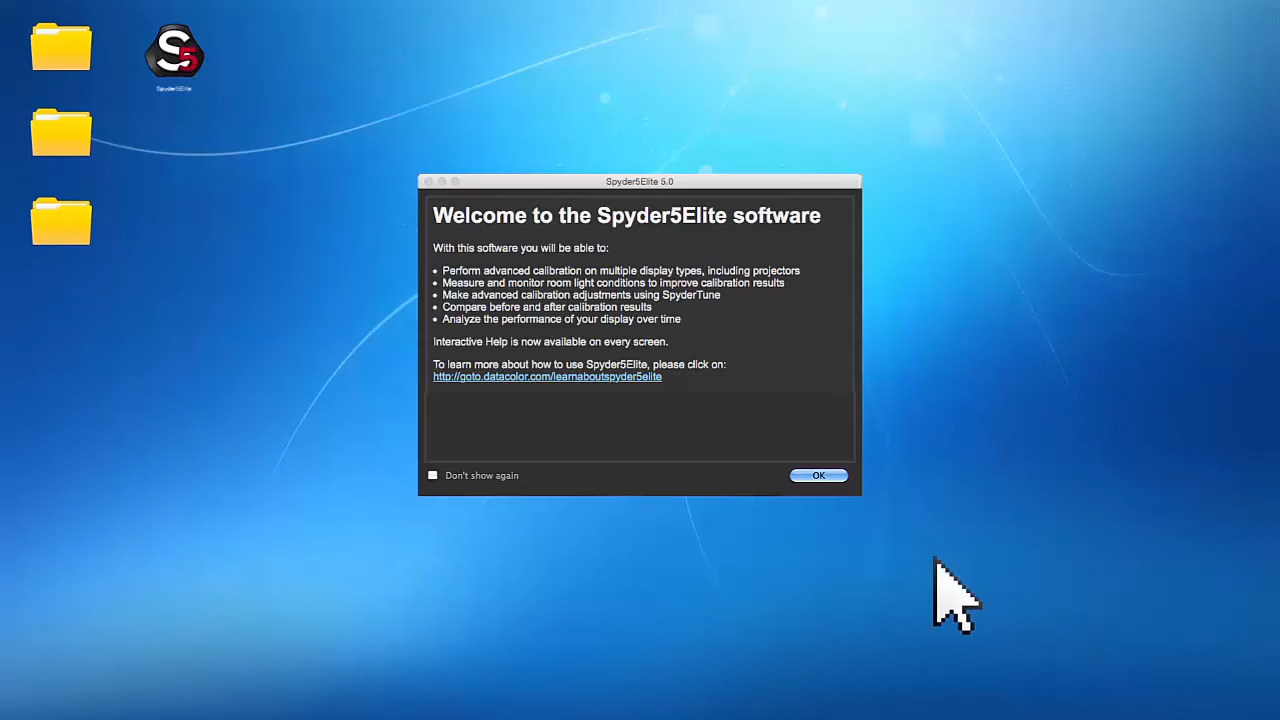 S5
Spyder5Elite
Spyder5Elite 5.0
Welcome to the Spyder5Elite software
With this software you will be able to:
• Perform advanced calibration on multiple display types, including projectors
• Measure and monitor room light conditions to improve calibration results
• Make advanced calibration adjustments using SpyderTune
• Compare before and after calibration results
• Analyze the performance of your display over time
Interactive Help is now available on every screen.
To learn more about how to use Spyder5Elite, please click on:
http://goto.datacolor.com/learnaboutspyder5elite
Don't show again
OK